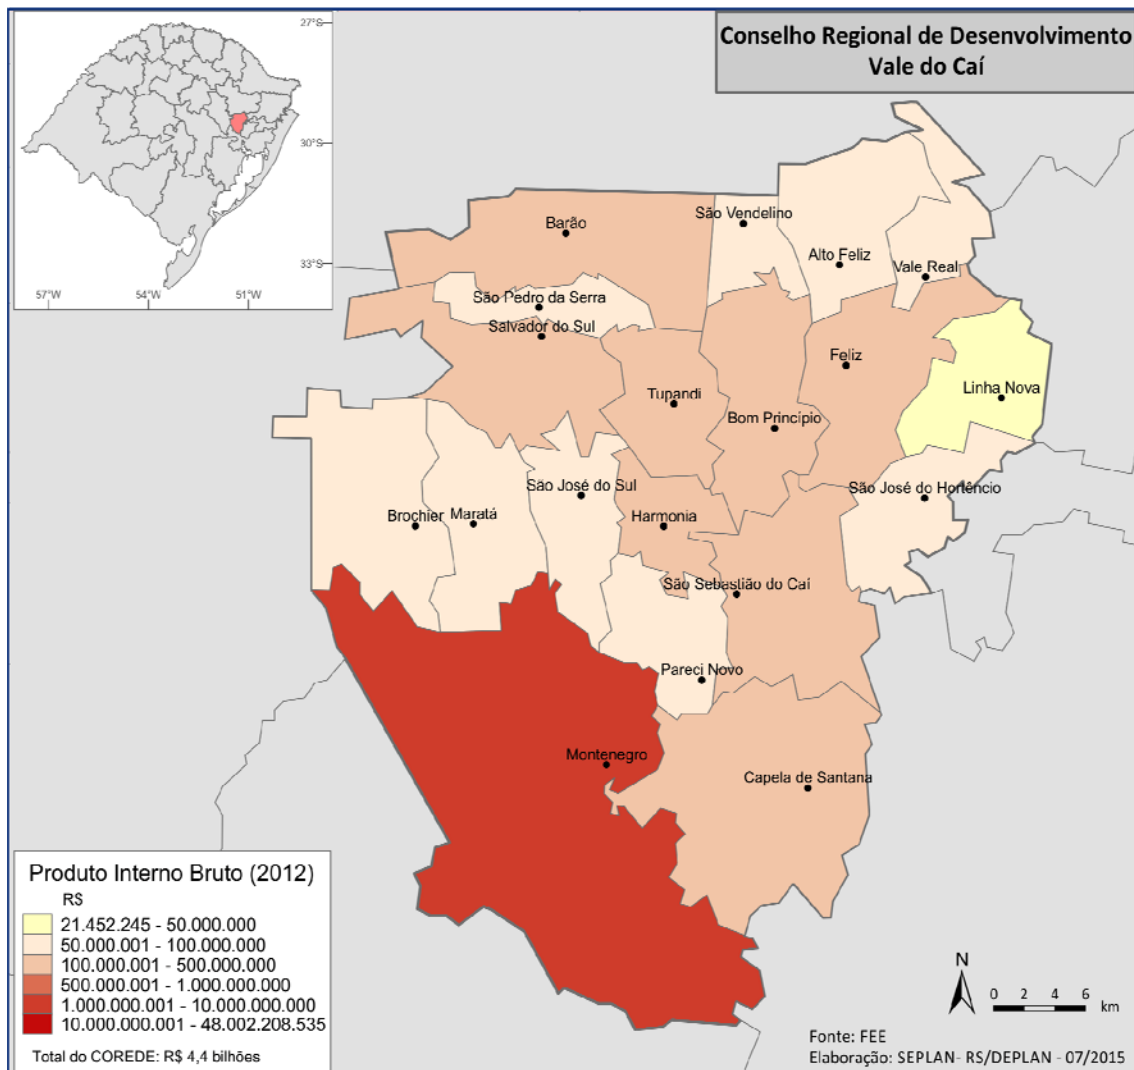 Conselho Regional de Desenvolvimento
Vale do Caí
27°S
30°S
33°S
57°W
54°W
51°W
São Vendelino
Barão
Alto Feliz
Vale Real
São Pedro da Serra
Salvador do Sul
Feliz
Linha Nova
Tupandi
Bom Princípio
São José do Sul
São José do Hortêncio
Brochier
Maratá
Harmonia
São Sebastião do Caí
Pareci Novo
Montenegro
Capela de Santana
Produto Interno Bruto (2012)
R$
21.452.245 - 50.000.000
50.000.001 - 100.000.000
100.000.001 - 500.000.000
500.000.001 - 1.000.000.000
1.000.000.001 - 10.000.000.000
10.000.000.001 - 48.002.208.535
Total do COREDE: R$ 4,4 bilhões
N
0 2 4 6
km
Fonte: FEE
Elaboração: SEPLAN- RS/DEPLAN - 07/2015